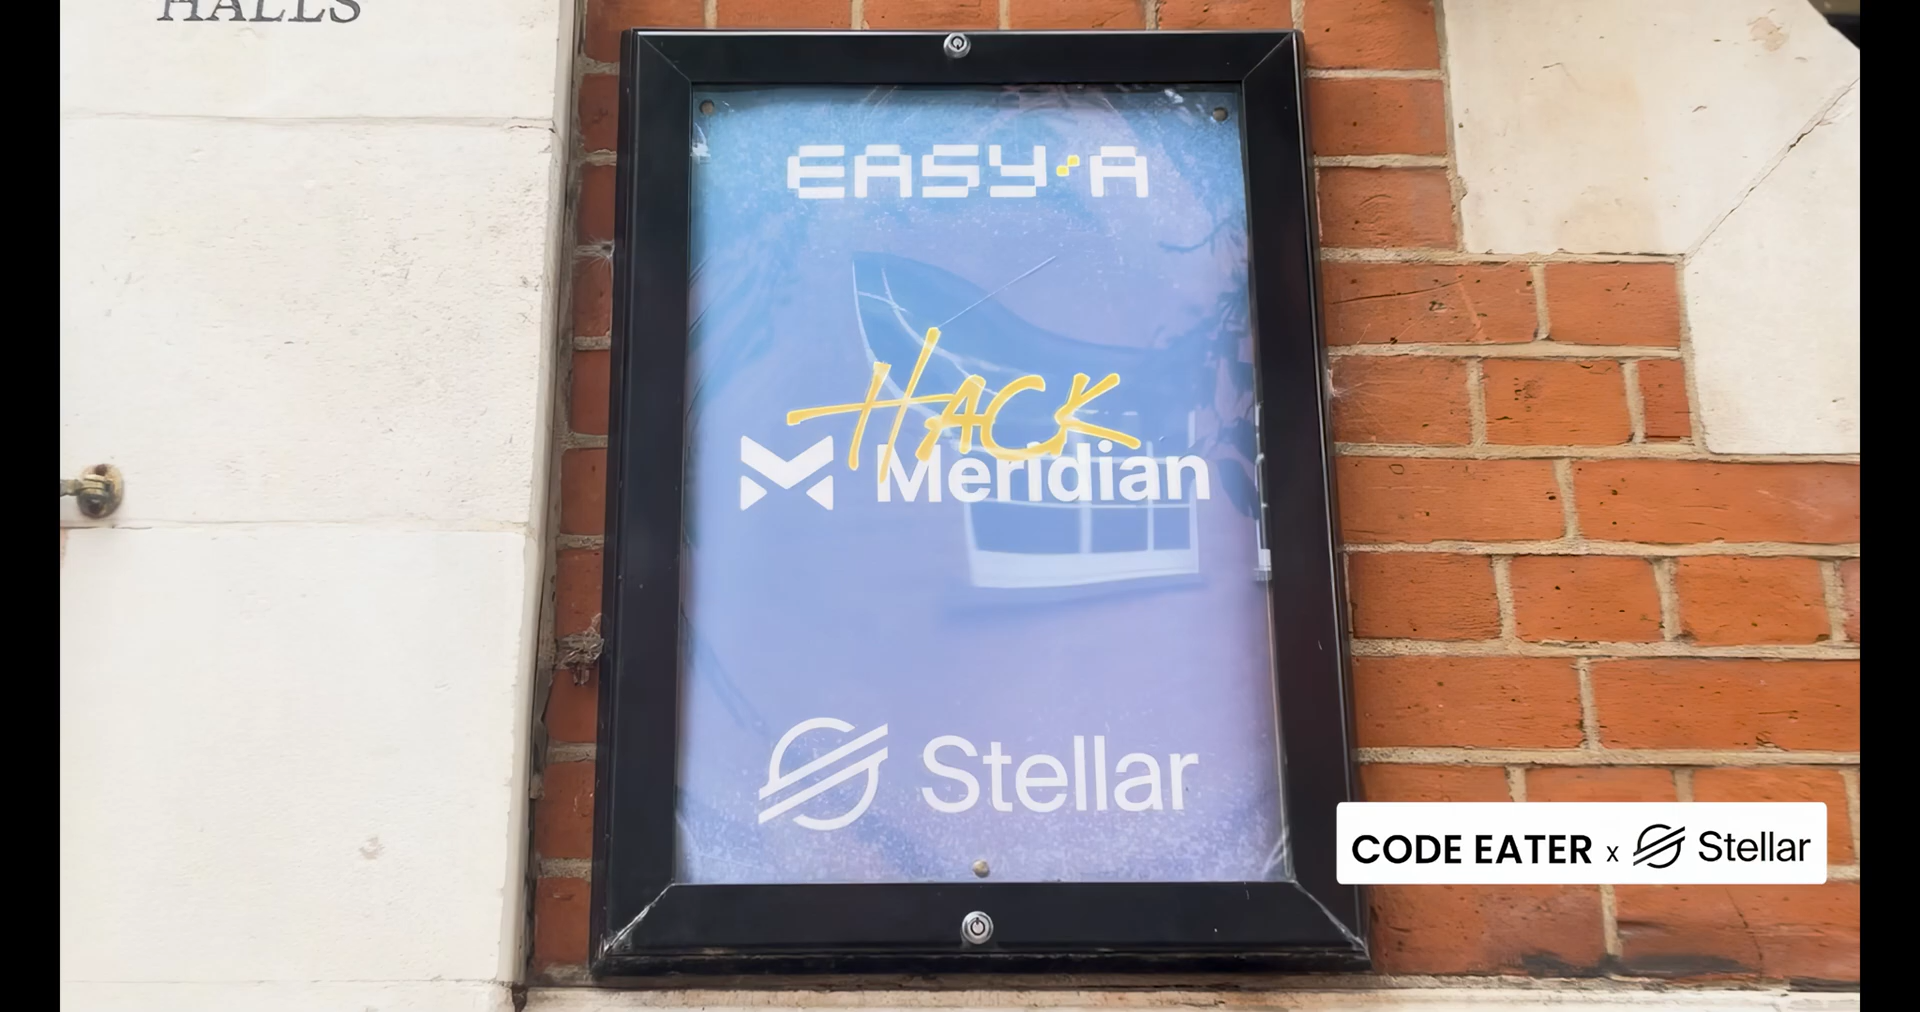 HALLS
EASY A
HACK
Meridian
Stellar
CODE EATER x Stellar